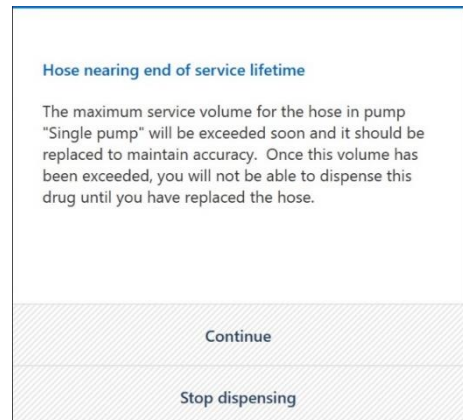 Hose nearing end of service lifetime
The maximum service volume for the hose in pump
"Single pump" will be exceeded soon and it should be
replaced to maintain accuracy.  Once this volume has
been exceeded, you will not be able to dispense this
drug until you have replaced the hose.
Continue
Stop dispensing